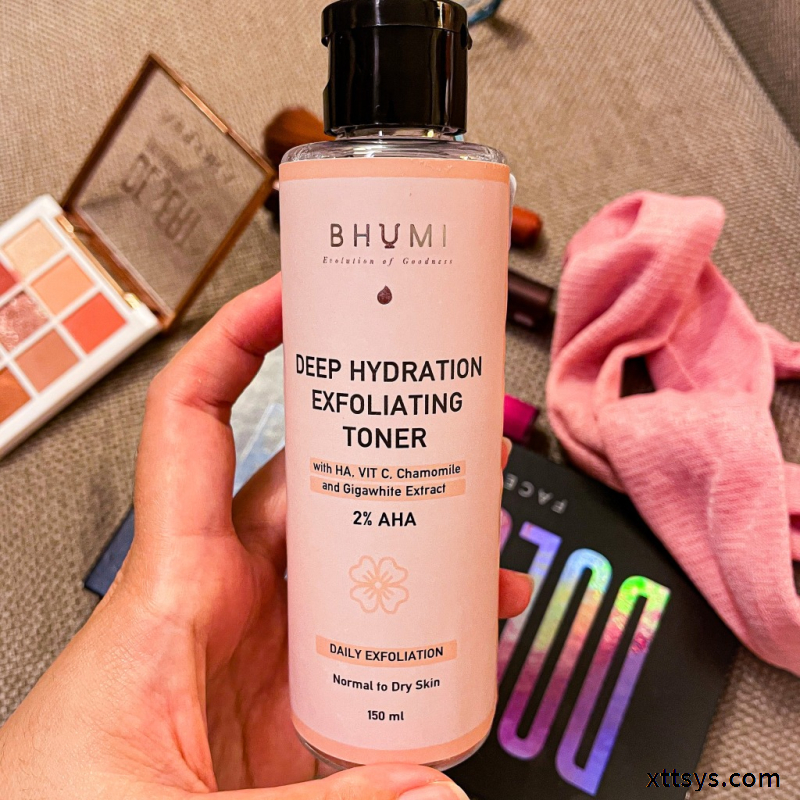 BHUMI
Evolution of Goodness
DEEP HYDRATION
EXFOLIATING
TONER
with HA, VIT C, Chamomile
and Gigawhite Extract
2% AHA
DAILY EXFOLIATION
Normal to Dry Skin
150 ml
FACE
xttsys.com